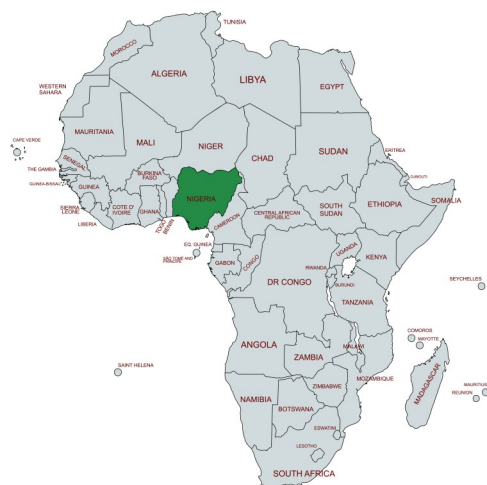 TUNISIA
MOROCCO
ALGERIA
LIBYA
EGYPT
WESTERN
SAHARA
MAURITANIA
MALI
NIGER
CHAD
SUDAN
ERITREA
CAPE VERDE
SENEGAL
THE GAMBIA
GUINEA-BISSAU
GUINEA
BURKINA
FASO
NIGERIA
DJIBOUTI
SIERRA
LEONE
LIBERIA
COTE D'
IVOIRE
GHANA
TOGO
BENIN
CAMEROON
CENTRAL AFRICAN
REPUBLIC
SOUTH
SUDAN
ETHIOPIA
SOMALIA
EQ. GUINEA
SÃO TOMÉ AND
PRÍNCIPE
GABON
CONGO
DR CONGO
UGANDA
KENYA
RWANDA
BURUNDI
TANZANIA
SEYCHELLES
COMOROS
MAYOTTE
SAINT HELENA
ANGOLA
ZAMBIA
MALAWI
MOZAMBIQUE
MADAGASCAR
MAURITIUS
REUNION
ZIMBABWE
NAMIBIA
BOTSWANA
ESWATINI
LESOTHO
SOUTH AFRICA